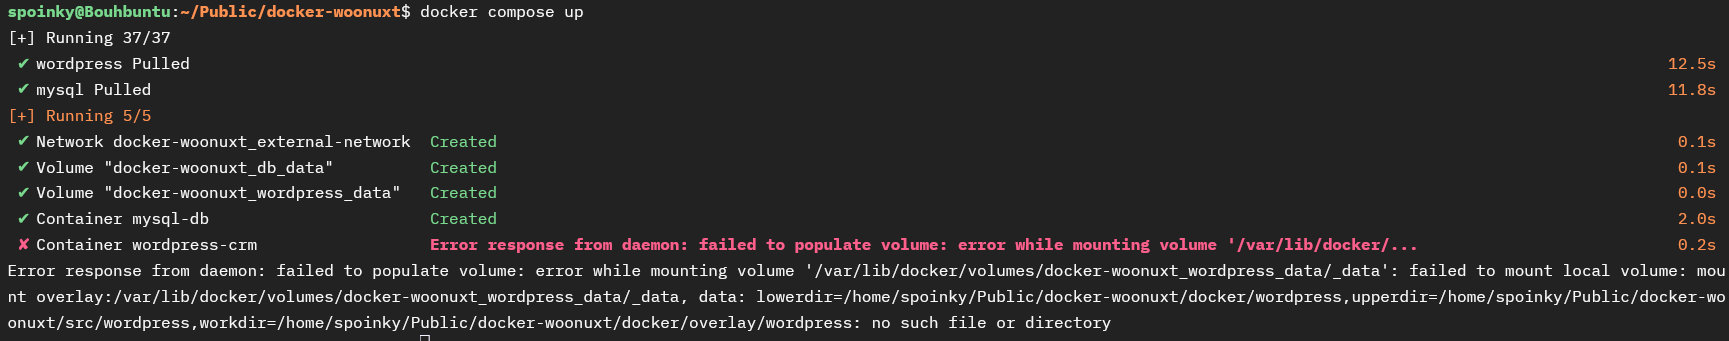 spoinky@Bouhbuntu:~/Public/docker-woonuxt$ docker compose up
[+] Running 37/37
✔ wordpress Pulled 12.5s
✔ mysql Pulled 11.8s
[+] Running 5/5
✔ Network docker-woonuxt_external-network Created 0.1s
✔ Volume "docker-woonuxt_db_data" Created 0.1s
✔ Volume "docker-woonuxt_wordpress_data" Created 0.0s
✔ Container mysql-db Created 2.0s
✘ Container wordpress-crm Error response from daemon: failed to populate volume: error while mounting volume '/var/lib/docker/... 0.2s
Error response from daemon: failed to populate volume: error while mounting volume '/var/lib/docker/volumes/docker-woonuxt_wordpress_data/_data': failed to mount local volume: mou
nt overlay:/var/lib/docker/volumes/docker-woonuxt_wordpress_data/_data, data: lowerdir=/home/spoinky/Public/docker-woonuxt/docker/wordpress,upperdir=/home/spoinky/Public/docker-wo
onuxt/src/wordpress,workdir=/home/spoinky/Public/docker-woonuxt/docker/overlay/wordpress: no such file or directory